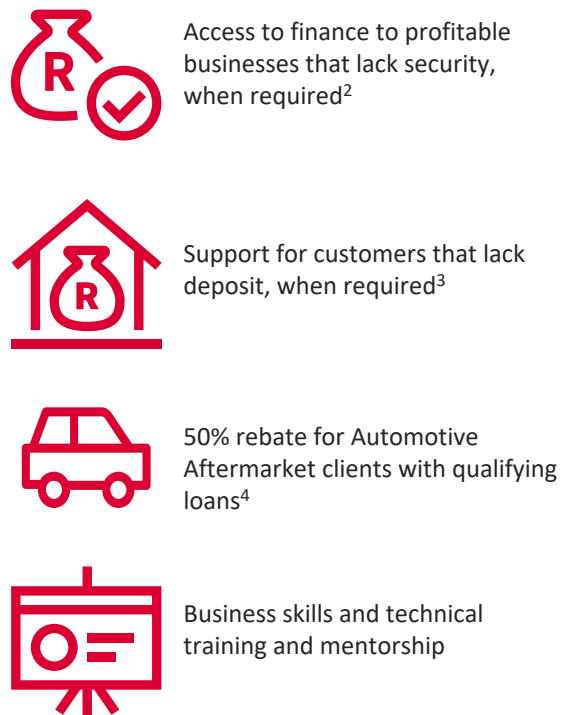 R
Access to finance to profitable
businesses that lack security,
when required²
R
Support for customers that lack
deposit, when required³
50% rebate for Automotive
Aftermarket clients with qualifying
loans⁴
Business skills and technical
training and mentorship